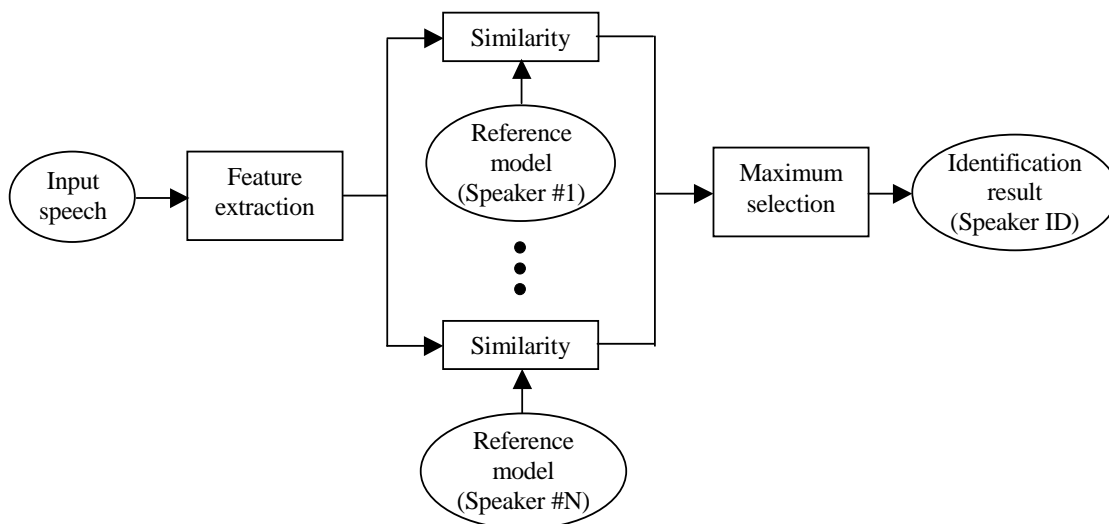 Similarity
Reference
model
(Speaker #1)
Input
speech
Feature
extraction
Maximum
selection
Identification
result
(Speaker ID)
Similarity
Reference
model
(Speaker #N)